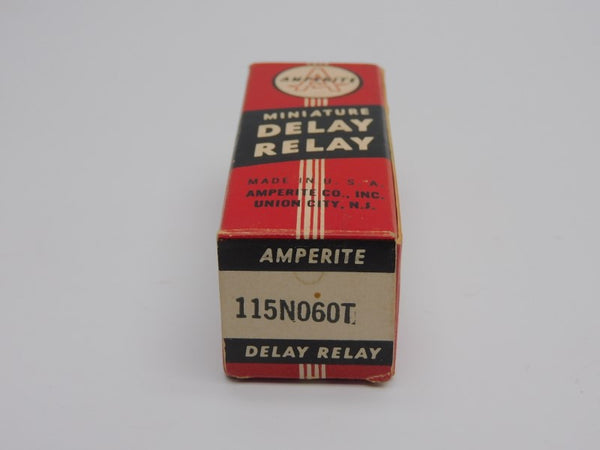 AMPERITE
MINIATURE
DELAY
RELAY
MADE IN U.S.A.
AMPERITE CO., INC.
UNION CITY, N.J.
AMPERITE
115N060T
DELAY RELAY